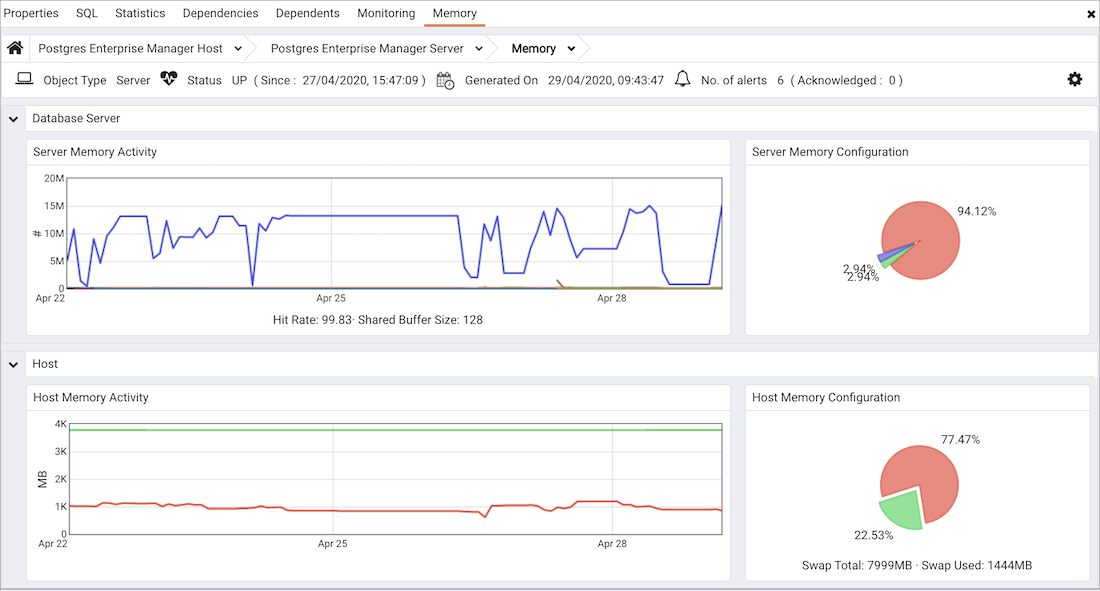 Properties SQL Statistics Dependencies Dependents Monitoring Memory
Postgres Enterprise Manager Host Postgres Enterprise Manager Server Memory
Object Type Server Status UP ( Since : 27/04/2020, 15:47:09 ) Generated On 29/04/2020, 09:43:47 No. of alerts 6 ( Acknowledged : 0 )
Database Server
Server Memory Activity
20M
15M
10M
5M
0
#
Apr 22 Apr 25 Apr 28
Hit Rate: 99.83· Shared Buffer Size: 128
Server Memory Configuration
94.12%
2.94%
2.94%
Host
Host Memory Activity
4K
3K
2K
1K
0
MB
Apr 22 Apr 25 Apr 28
Host Memory Configuration
77.47%
22.53%
Swap Total: 7999MB · Swap Used: 1444MB